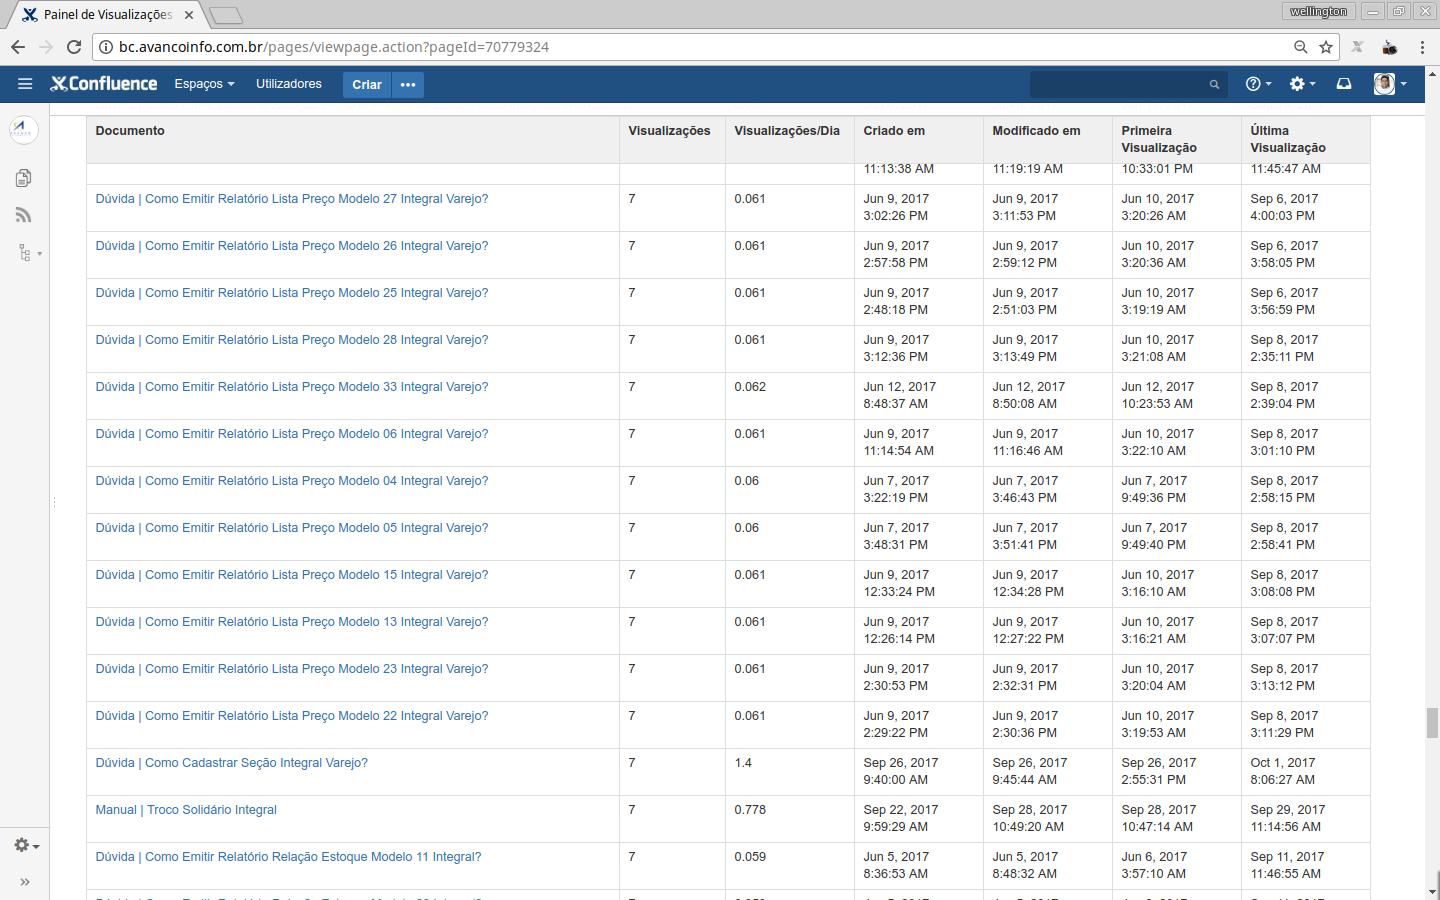 Painel de Visualizações
wellington
bc.avancoinfo.com.br/pages/viewpage.action?pageId=70779324
Confluence Espaços Utilizadores Criar
Documento Visualizações Visualizações/Dia Criado em Modificado em Primeira Última
Visualização Visualização
11:13:38 AM 11:19:19 AM 10:33:01 PM 11:45:47 AM
Dúvida | Como Emitir Relatório Lista Preço Modelo 27 Integral Varejo? 7 0.061 Jun 9, 2017 Jun 9, 2017 Jun 10, 2017 Sep 6, 2017
3:02:26 PM 3:11:53 PM 3:20:26 AM 4:00:03 PM
Dúvida | Como Emitir Relatório Lista Preço Modelo 26 Integral Varejo? 7 0.061 Jun 9, 2017 Jun 9, 2017 Jun 10, 2017 Sep 6, 2017
2:57:58 PM 2:59:12 PM 3:20:36 AM 3:58:05 PM
Dúvida | Como Emitir Relatório Lista Preço Modelo 25 Integral Varejo? 7 0.061 Jun 9, 2017 Jun 9, 2017 Jun 10, 2017 Sep 6, 2017
2:48:18 PM 2:51:03 PM 3:19:19 AM 3:56:59 PM
Dúvida | Como Emitir Relatório Lista Preço Modelo 28 Integral Varejo? 7 0.061 Jun 9, 2017 Jun 9, 2017 Jun 10, 2017 Sep 8, 2017
3:12:36 PM 3:13:49 PM 3:21:08 AM 2:35:11 PM
Dúvida | Como Emitir Relatório Lista Preço Modelo 33 Integral Varejo? 7 0.062 Jun 12, 2017 Jun 12, 2017 Jun 12, 2017 Sep 8, 2017
8:48:37 AM 8:50:08 AM 10:23:53 AM 2:39:04 PM
Dúvida | Como Emitir Relatório Lista Preço Modelo 06 Integral Varejo? 7 0.061 Jun 9, 2017 Jun 9, 2017 Jun 10, 2017 Sep 8, 2017
11:14:54 AM 11:16:46 AM 3:22:10 AM 3:01:10 PM
Dúvida | Como Emitir Relatório Lista Preço Modelo 04 Integral Varejo? 7 0.06 Jun 7, 2017 Jun 7, 2017 Jun 7, 2017 Sep 8, 2017
3:22:19 PM 3:46:43 PM 9:49:36 PM 2:58:15 PM
Dúvida | Como Emitir Relatório Lista Preço Modelo 05 Integral Varejo? 7 0.06 Jun 7, 2017 Jun 7, 2017 Jun 7, 2017 Sep 8, 2017
3:48:31 PM 3:51:41 PM 9:49:40 PM 2:58:41 PM
Dúvida | Como Emitir Relatório Lista Preço Modelo 15 Integral Varejo? 7 0.061 Jun 9, 2017 Jun 9, 2017 Jun 10, 2017 Sep 8, 2017
12:33:24 PM 12:34:28 PM 3:16:10 AM 3:08:08 PM
Dúvida | Como Emitir Relatório Lista Preço Modelo 13 Integral Varejo? 7 0.061 Jun 9, 2017 Jun 9, 2017 Jun 10, 2017 Sep 8, 2017
12:26:14 PM 12:27:22 PM 3:16:21 AM 3:07:07 PM
Dúvida | Como Emitir Relatório Lista Preço Modelo 23 Integral Varejo? 7 0.061 Jun 9, 2017 Jun 9, 2017 Jun 10, 2017 Sep 8, 2017
2:30:53 PM 2:32:31 PM 3:20:04 AM 3:13:12 PM
Dúvida | Como Emitir Relatório Lista Preço Modelo 22 Integral Varejo? 7 0.061 Jun 9, 2017 Jun 9, 2017 Jun 10, 2017 Sep 8, 2017
2:29:22 PM 2:30:36 PM 3:19:53 AM 3:11:29 PM
Dúvida | Como Cadastrar Seção Integral Varejo? 7 1.4 Sep 26, 2017 Sep 26, 2017 Sep 26, 2017 Oct 1, 2017
9:40:00 AM 9:45:44 AM 2:55:31 PM 8:06:27 AM
Manual | Troco Solidário Integral 7 0.778 Sep 22, 2017 Sep 28, 2017 Sep 28, 2017 Sep 29, 2017
9:59:29 AM 10:49:20 AM 10:47:14 AM 11:14:56 AM
Dúvida | Como Emitir Relatório Relação Estoque Modelo 11 Integral? 7 0.059 Jun 5, 2017 Jun 5, 2017 Jun 6, 2017 Sep 11, 2017
8:36:53 AM 8:48:32 AM 3:57:10 AM 11:46:55 AM